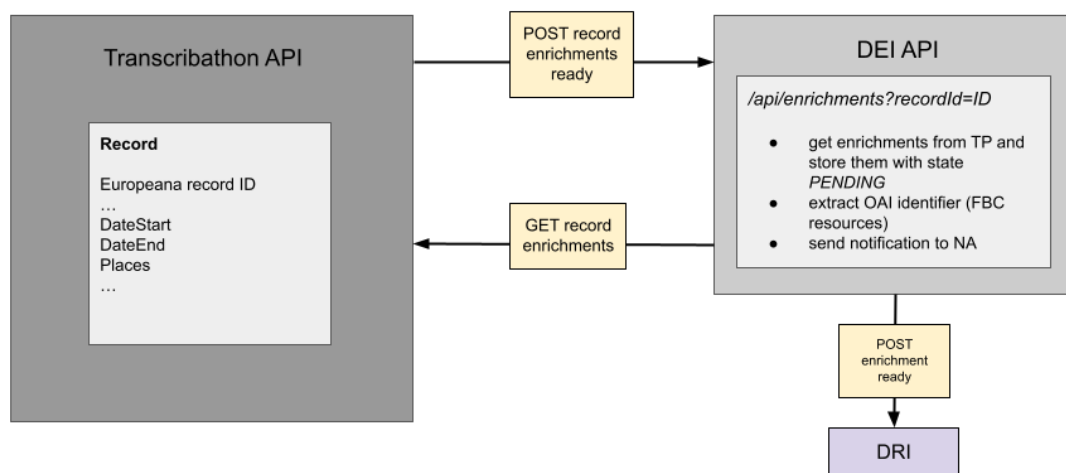 Transcribathon API
Record
Europeana record ID
…
DateStart
DateEnd
Places
…
POST record
enrichments
ready
GET record
enrichments
DEI API
/api/enrichments?recordId=ID
● get enrichments from TP and
store them with state
PENDING
● extract OAI identifier (FBC
resources)
● send notification to NA
POST
enrichment
ready
DRI